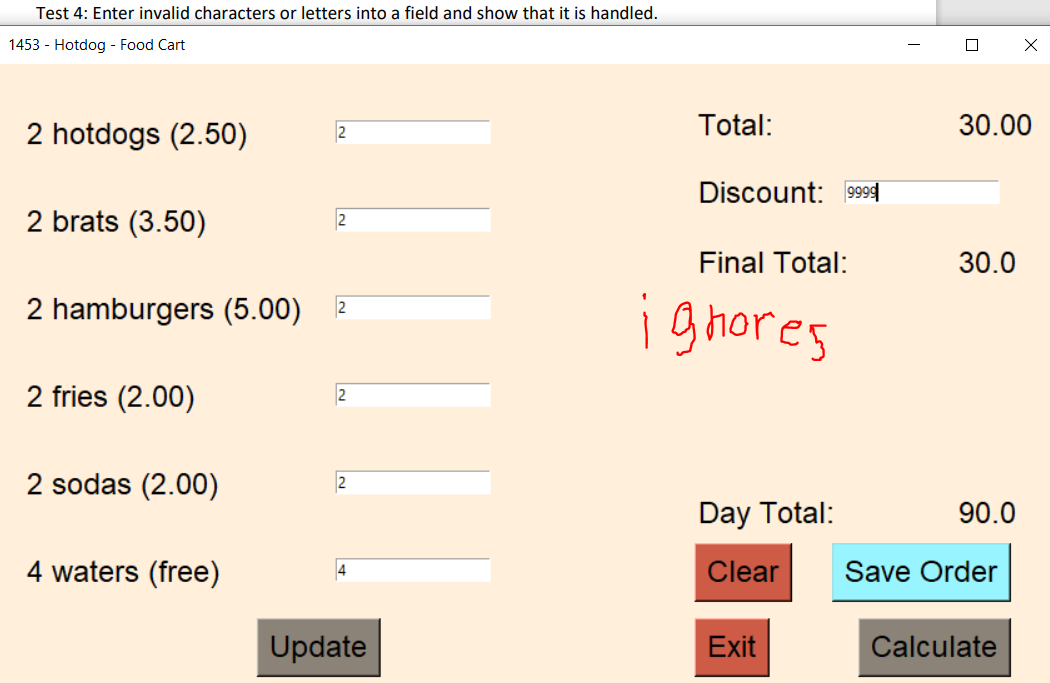 Test 4: Enter invalid characters or letters into a field and show that it is handled.
1453 - Hotdog - Food Cart
2 hotdogs (2.50) 2
2 brats (3.50) 2
2 hamburgers (5.00) 2
2 fries (2.00) 2
2 sodas (2.00) 2
4 waters (free) 4
Update
Total: 30.00
Discount: 9999
Final Total: 30.0
ignores
Day Total: 90.0
Clear Save Order
Exit Calculate